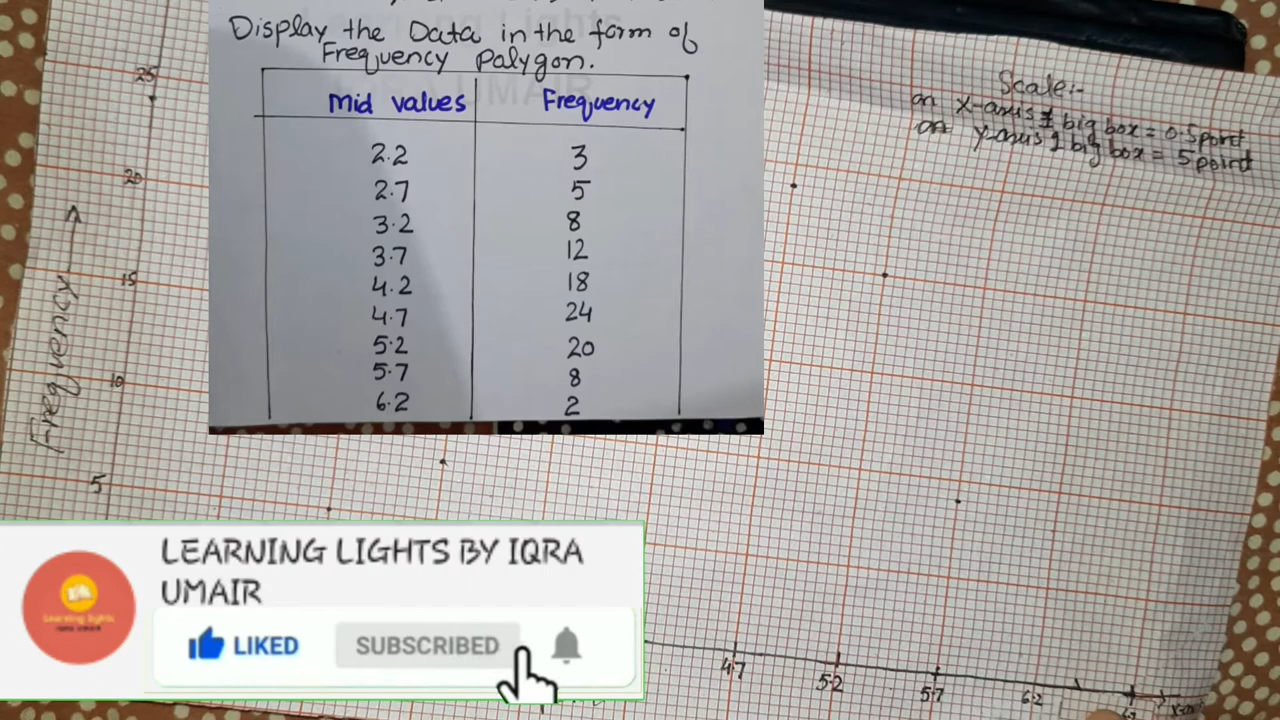 Display the Data in the form of
Frequency Polygon.
Mid values Frequency
2.2 3
2.7 5
3.2 8
3.7 12
4.2 18
4.7 24
5.2 20
5.7 8
6.2 2
Scale:-
on x-axis 1 big box = 0.5 point
on y-axis 1 big box = 5 point
25
20
15
10
5
Frequency
4.7 5.2 5.7 6.2
LEARNING LIGHTS BY IQRA
UMAIR
LIKED SUBSCRIBED